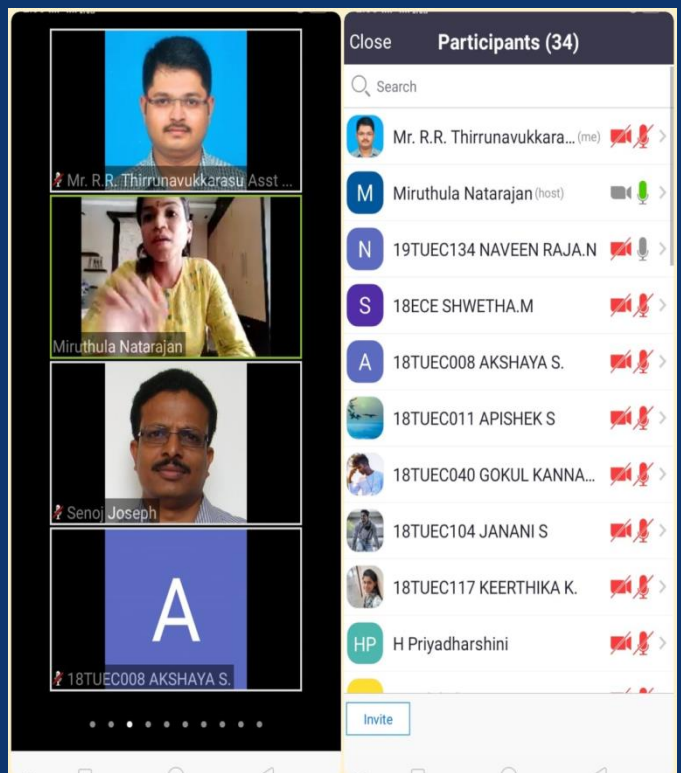 Mr. R.R. Thirrunavukkarasu Asst ...
Miruthula Natarajan
Senoj Joseph
A
18TUEC008 AKSHAYA S.
Close
Participants (34)
Search
Mr. R.R. Thirrunavukkara... (me)
M
Miruthula Natarajan (host)
N
19TUEC134 NAVEEN RAJA.N
S
18ECE SHWETHA.M
A
18TUEC008 AKSHAYA S.
18TUEC011 APISHEK S
18TUEC040 GOKUL KANNA...
18TUEC104 JANANI S
18TUEC117 KEERTHIKA K.
HP
H Priyadharshini
Invite